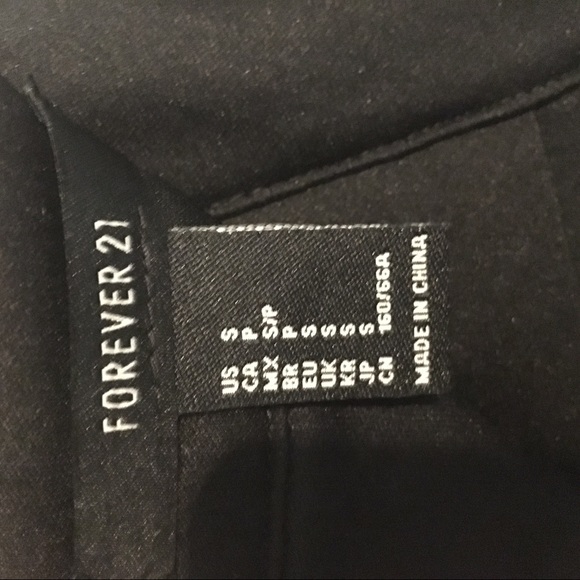 FOREVER 21
US S
CA P
MX S/P
BR P
EU S
UK S
KR S
JP S
CN 160/66A
MADE IN CHINA